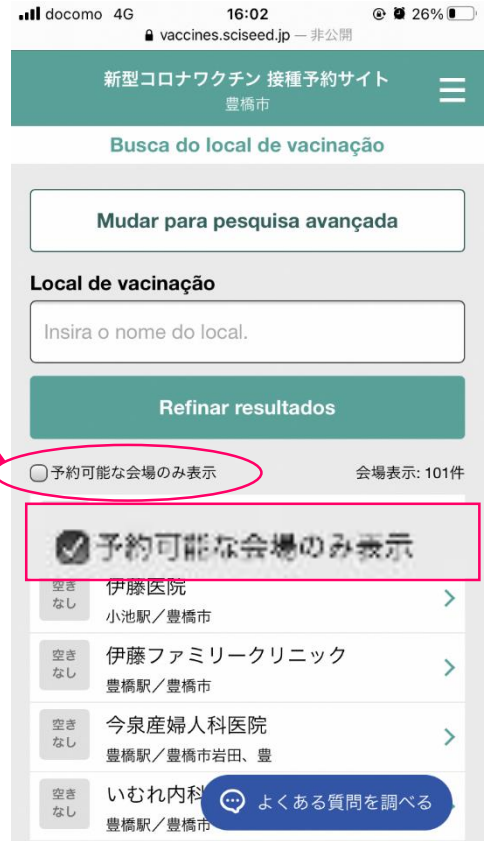 docomo 4G 16:02 26%
vaccines.sciseed.jp — 非公開
新型コロナワクチン 接種予約サイト
豊橋市
Busca do local de vacinação
Mudar para pesquisa avançada
Local de vacinação
Insira o nome do local.
Refinar resultados
予約可能な会場のみ表示 会場表示: 101件
予約可能な会場のみ表示
空きなし
伊藤医院
小池駅／豊橋市
空きなし
伊藤ファミリークリニック
豊橋駅／豊橋市
空きなし
今泉産婦人科医院
豊橋駅／豊橋市岩田、豊
空きなし
いむれ内科
豊橋駅／豊橋市
よくある質問を調べる